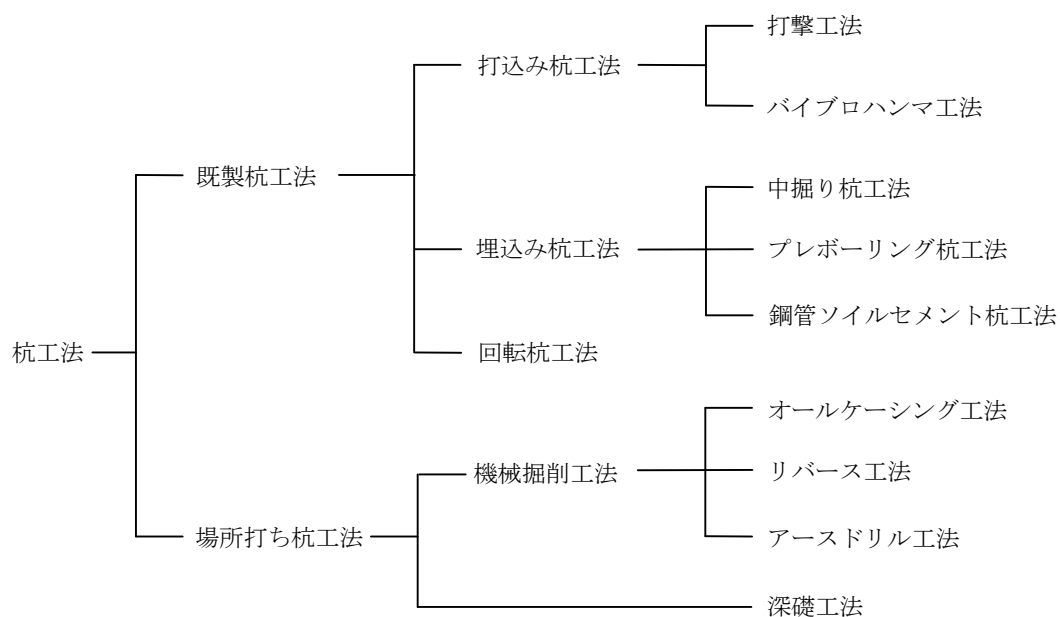 打撃工法
打込み杭工法
バイブロハンマ工法
既製杭工法
中掘り杭工法
埋込み杭工法
プレボーリング杭工法
鋼管ソイルセメント杭工法
杭工法
回転杭工法
オールケーシング工法
機械掘削工法
リバース工法
場所打ち杭工法
アースドリル工法
深礎工法